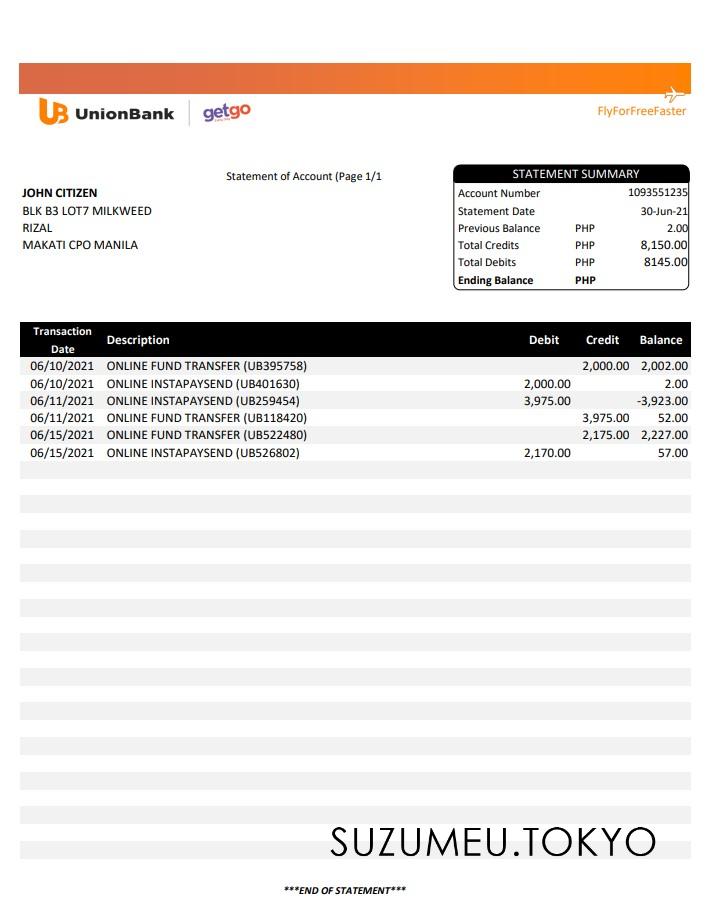 UB UnionBank getgo
FlyForFreeFaster
Statement of Account (Page 1/1
JOHN CITIZEN
BLK B3 LOT7 MILKWEED
RIZAL
MAKATI CPO MANILA
STATEMENT SUMMARY
Account Number 1093551235
Statement Date 30-Jun-21
Previous Balance PHP 2.00
Total Credits PHP 8,150.00
Total Debits PHP 8145.00
Ending Balance PHP
Transaction Date Description Debit Credit Balance
06/10/2021 ONLINE FUND TRANSFER (UB395758) 2,000.00 2,002.00
06/10/2021 ONLINE INSTAPAYSEND (UB401630) 2,000.00 2.00
06/11/2021 ONLINE INSTAPAYSEND (UB259454) 3,975.00 -3,923.00
06/11/2021 ONLINE FUND TRANSFER (UB118420) 3,975.00 52.00
06/15/2021 ONLINE FUND TRANSFER (UB522480) 2,175.00 2,227.00
06/15/2021 ONLINE INSTAPAYSEND (UB526802) 2,170.00 57.00
SUZUMEU.TOKYO
***END OF STATEMENT***